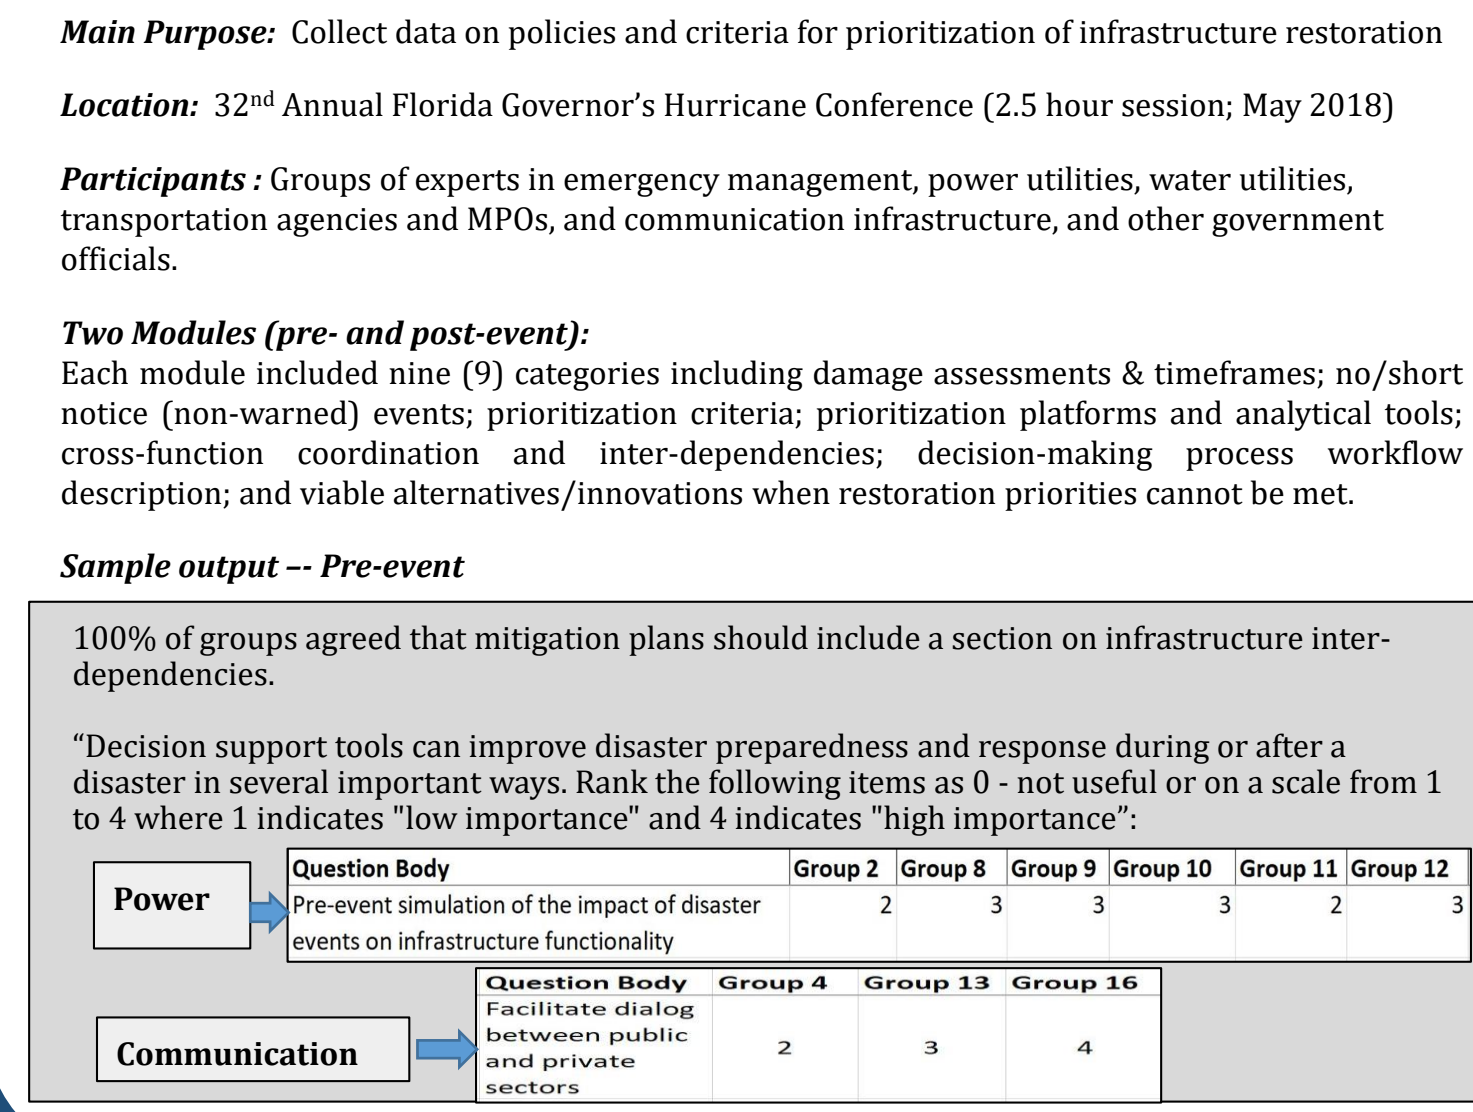 Main Purpose: Collect data on policies and criteria for prioritization of infrastructure restoration
Location: 32nd Annual Florida Governor’s Hurricane Conference (2.5 hour session; May 2018)
Participants : Groups of experts in emergency management, power utilities, water utilities,
transportation agencies and MPOs, and communication infrastructure, and other government
officials.
Two Modules (pre- and post-event):
Each module included nine (9) categories including damage assessments & timeframes; no/short
notice (non-warned) events; prioritization criteria; prioritization platforms and analytical tools;
cross-function coordination and inter-dependencies; decision-making process workflow
description; and viable alternatives/innovations when restoration priorities cannot be met.
Sample output –- Pre-event
100% of groups agreed that mitigation plans should include a section on infrastructure inter-
dependencies.
“Decision support tools can improve disaster preparedness and response during or after a
disaster in several important ways. Rank the following items as 0 - not useful or on a scale from 1
to 4 where 1 indicates "low importance" and 4 indicates "high importance”:
Power
Question Body Group 2 Group 8 Group 9 Group 10 Group 11 Group 12
Pre-event simulation of the impact of disaster 2 3 3 3 2 3
events on infrastructure functionality
Communication
Question Body Group 4 Group 13 Group 16
Facilitate dialog
between public 2 3 4
and private
sectors